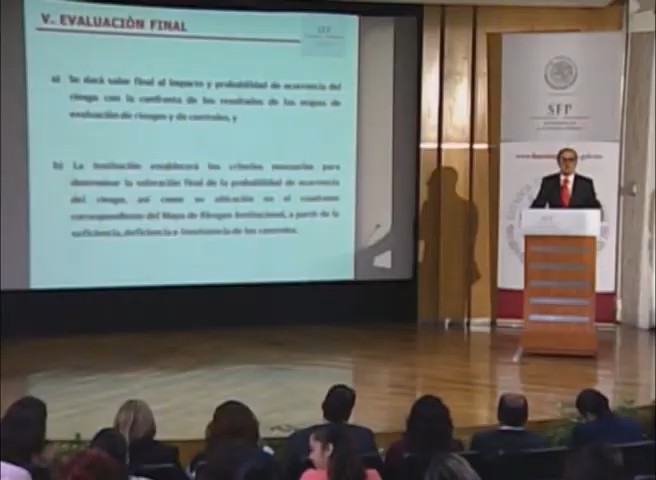 V. EVALUACIÓN FINAL
SFP
a) Se dará valor final al impacto y probabilidad de ocurrencia del
riesgo con la confronta de los resultados de las etapas de
evaluación de riesgos y de controles, y
b) La Institución establecerá los criterios necesarios para
determinar la valoración final de la probabilidad de ocurrencia
del riesgo, así como su ubicación en el cuadrante
correspondiente del Mapa de Riesgos Institucional, a partir de la
suficiencia, deficiencia o inexistencia de los controles.
SFP